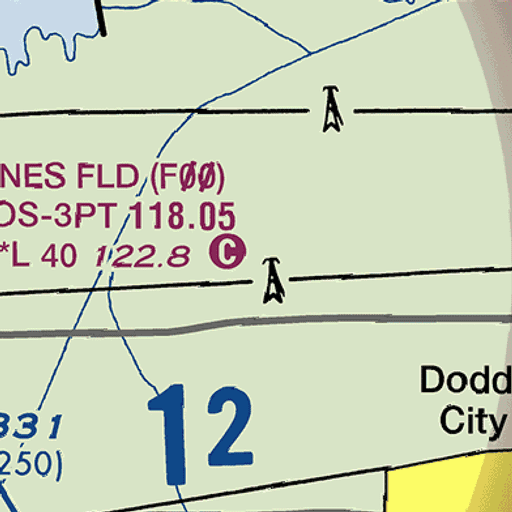 NES FLD (FØØ)
OS-3PT 118.05
*L 40 122.8 C
Dodd
City
12
331
250)